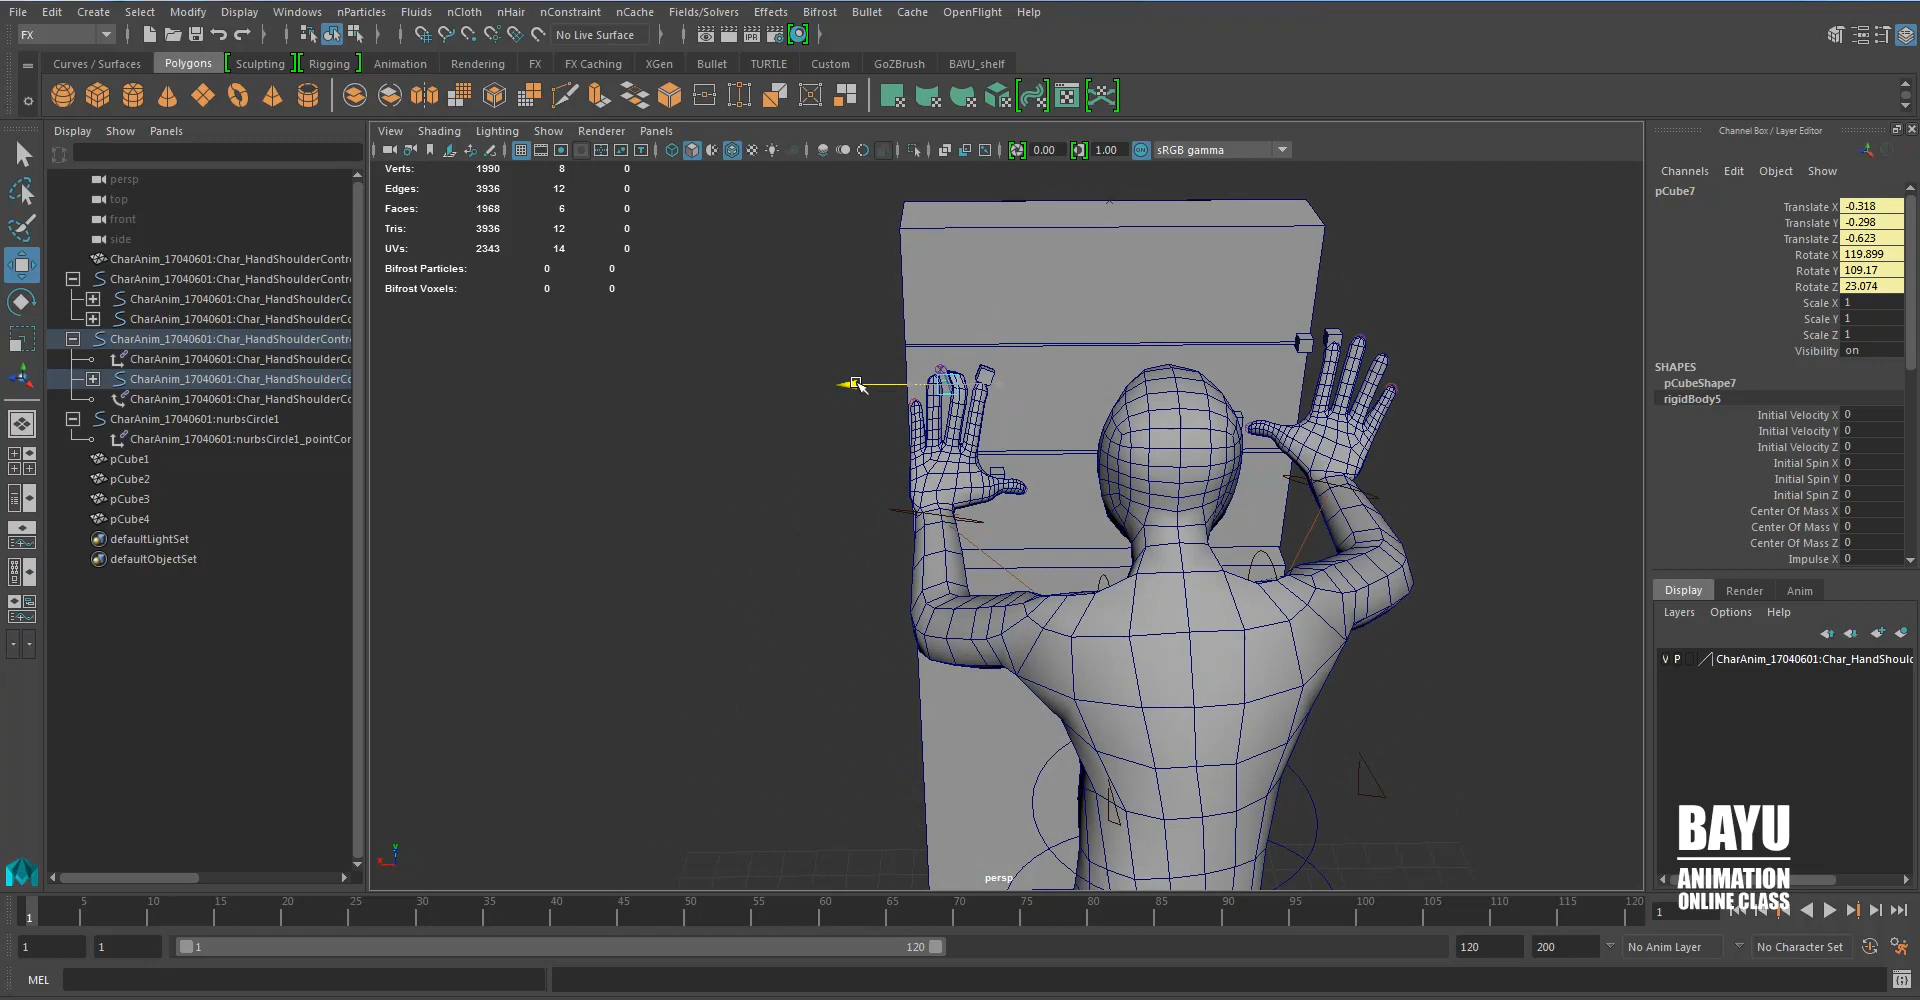 File Edit Create Select Modify Display Windows nParticles Fluids nCloth nHair nConstraint nCache Fields/Solvers Effects Bifrost Bullet Cache OpenFlight Help
FX No Live Surface
Curves / Surfaces Polygons Sculpting Rigging Animation Rendering FX FX Caching XGen Bullet TURTLE Custom GoZBrush BAYU_shelf
Display Show Panels
View Shading Lighting Show Renderer Panels
0.00 1.00 sRGB gamma
Verts: 1990 8 0
Edges: 3936 12 0
Faces: 1968 6 0
Tris: 3936 12 0
UVs: 2343 14 0
Bifrost Particles: 0 0
Bifrost Voxels: 0 0
persp
top
front
side
CharAnim_17040601:Char_HandShoulderContr
CharAnim_17040601:Char_HandShoulderContr
CharAnim_17040601:Char_HandShoulderCo
CharAnim_17040601:Char_HandShoulderCo
CharAnim_17040601:Char_HandShoulderContr
CharAnim_17040601:Char_HandShoulderCo
CharAnim_17040601:Char_HandShoulderCo
CharAnim_17040601:Char_HandShoulderCo
CharAnim_17040601:nurbsCircle1
CharAnim_17040601:nurbsCircle1_pointCor
pCube1
pCube2
pCube3
pCube4
defaultLightSet
defaultObjectSet
persp
Channel Box / Layer Editor
Channels Edit Object Show
pCube7
Translate X -0.318
Translate Y -0.298
Translate Z -0.623
Rotate X 119.899
Rotate Y 109.17
Rotate Z 23.074
Scale X 1
Scale Y 1
Scale Z 1
Visibility on
SHAPES
pCubeShape7
rigidBody5
Initial Velocity X 0
Initial Velocity Y 0
Initial Velocity Z 0
Initial Spin X 0
Initial Spin Y 0
Initial Spin Z 0
Center Of Mass X 0
Center Of Mass Y 0
Center Of Mass Z 0
Impulse X 0
Display Render Anim
Layers Options Help
V P CharAnim_17040601:Char_HandShoulc
BAYU
ANIMATION
ONLINE CLASS
1 5 10 15 20 25 30 35 40 45 50 55 60 65 70 75 80 85 90 95 100 105 110 115 120 1
1 1 1 120 120 200 No Anim Layer No Character Set
MEL